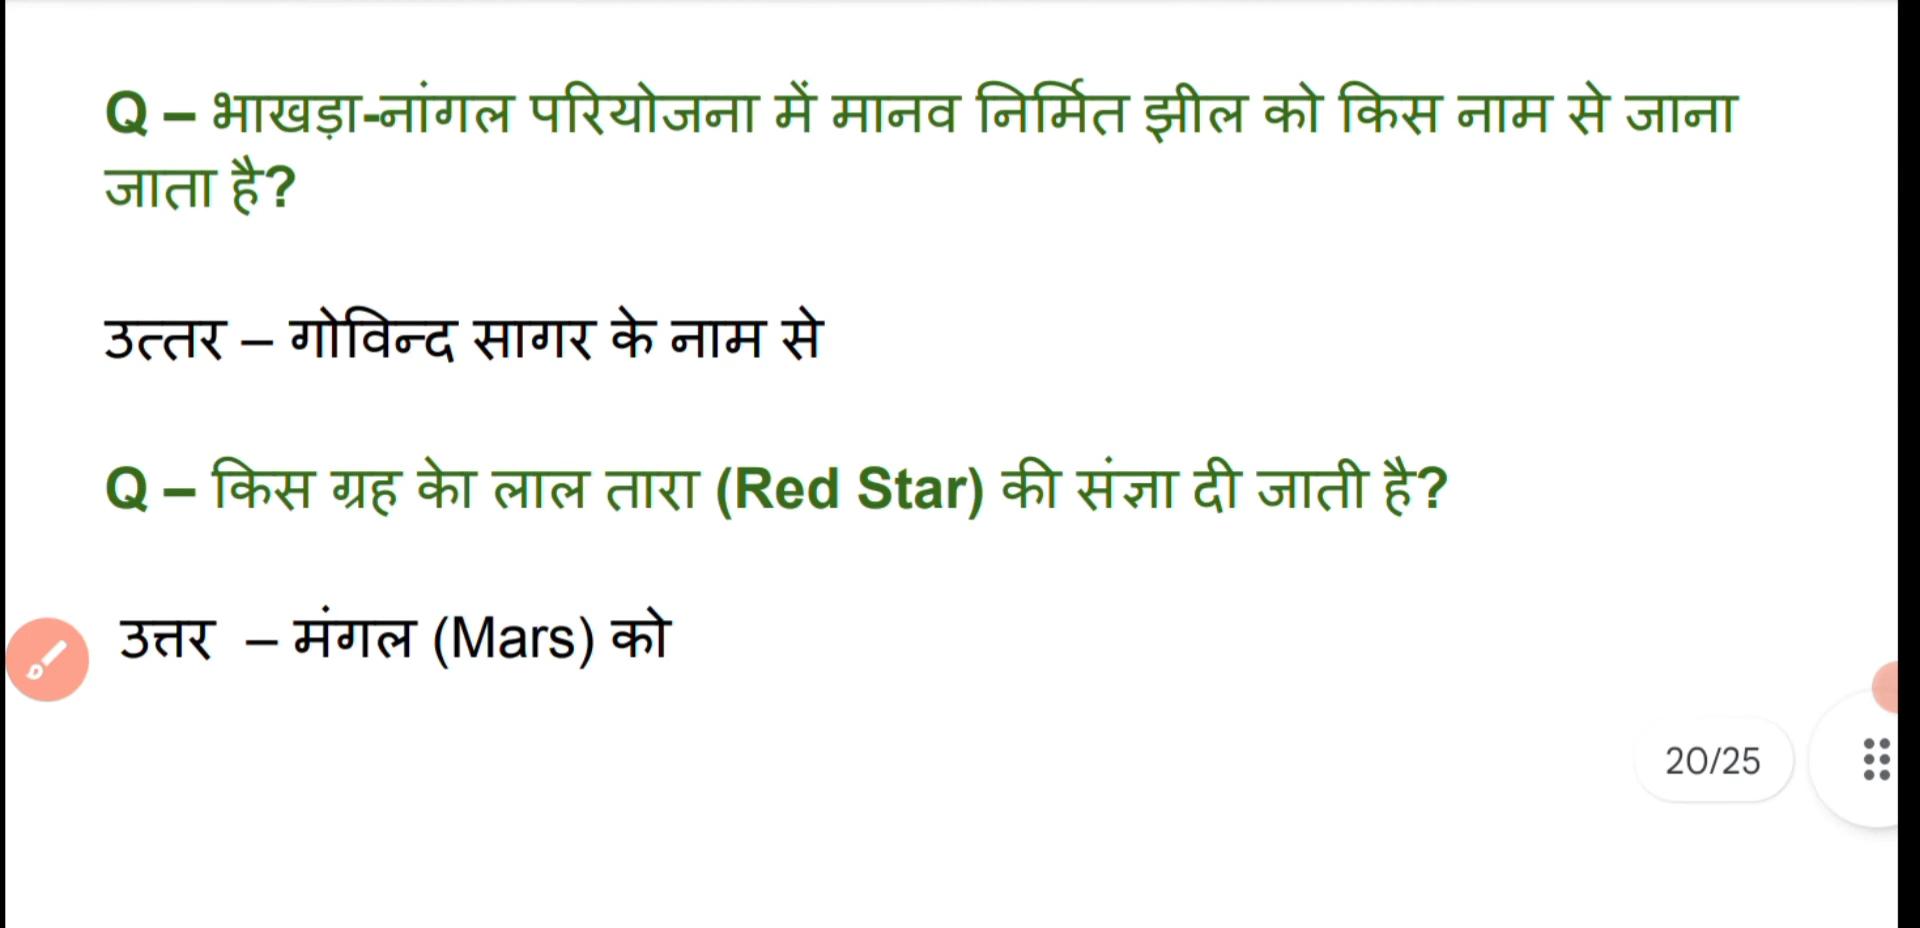 Q – भाखड़ा-नांगल परियोजना में मानव निर्मित झील को किस नाम से जाना
जाता है?
उत्तर – गोविन्द सागर के नाम से
Q – किस ग्रह केा लाल तारा (Red Star) की संज्ञा दी जाती है?
उत्तर – मंगल (Mars) को
20/25